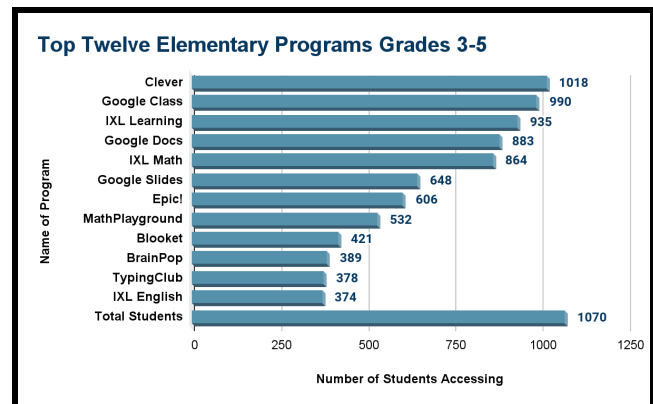 Top Twelve Elementary Programs Grades 3-5
Name of Program
Clever 1018
Google Class 990
IXL Learning 935
Google Docs 883
IXL Math 864
Google Slides 648
Epic! 606
MathPlayground 532
Blooket 421
BrainPop 389
TypingClub 378
IXL English 374
Total Students 1070
0 250 500 750 1000 1250
Number of Students Accessing